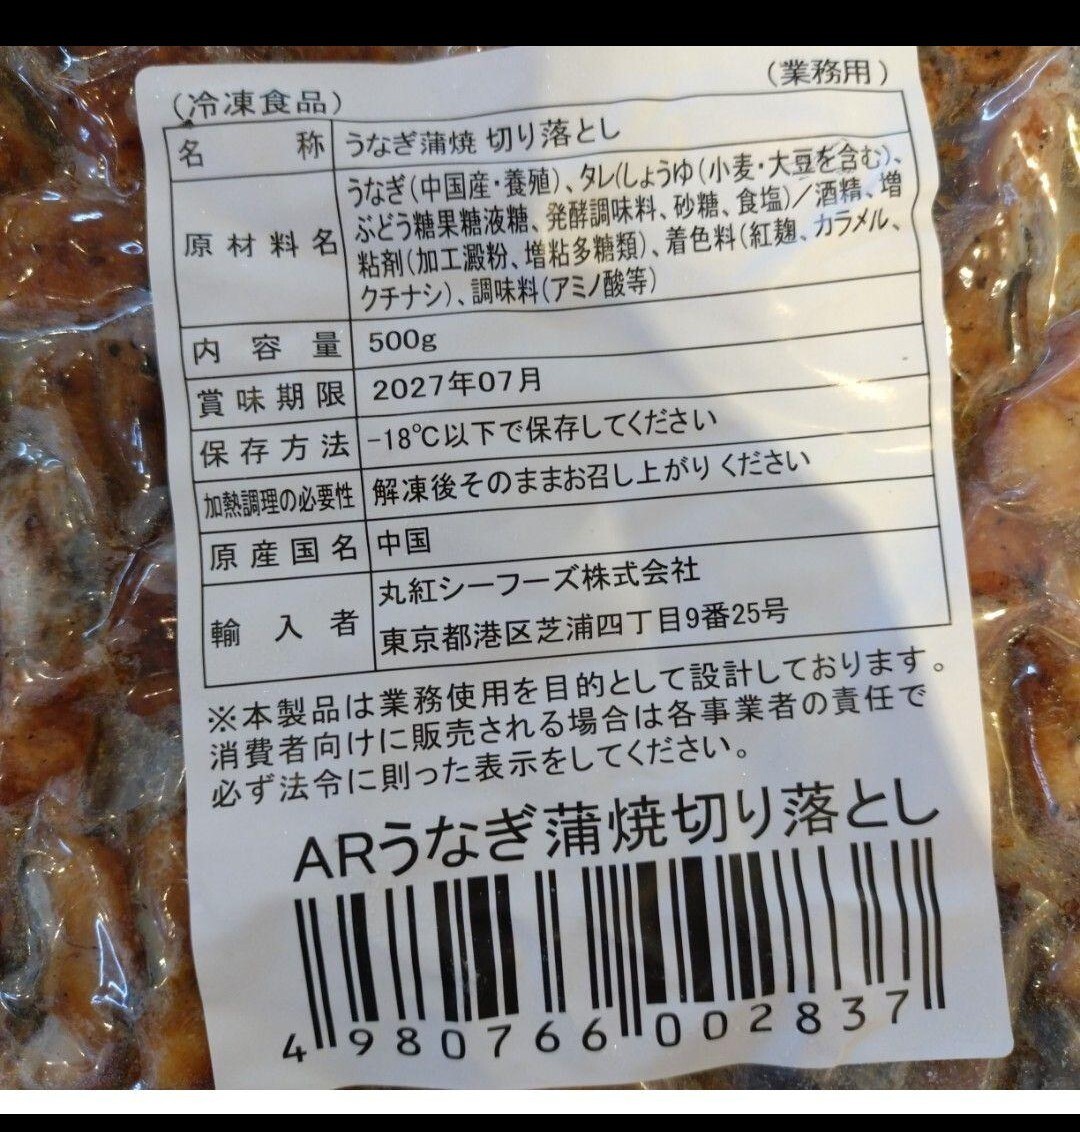 (冷凍食品)
(業務用)
名称 うなぎ蒲焼 切り落とし
原材料名 うなぎ(中国産・養殖)、タレ(しょうゆ(小麦・大豆を含む)、
ぶどう糖果糖液糖、発酵調味料、砂糖、食塩)/酒精、増
粘剤(加工澱粉、増粘多糖類)、着色料(紅麹、カラメル、
クチナシ)、調味料(アミノ酸等)
内容量 500g
賞味期限 2027年07月
保存方法 -18℃以下で保存してください
加熱調理の必要性 解凍後そのままお召し上がりください
原産国名 中国
輸入者 丸紅シーフーズ株式会社
東京都港区芝浦四丁目9番25号
※本製品は業務使用を目的として設計しております。
消費者向けに販売される場合は各事業者の責任で
必ず法令に則った表示をしてください。
ARうなぎ蒲焼切り落とし
4980766002837